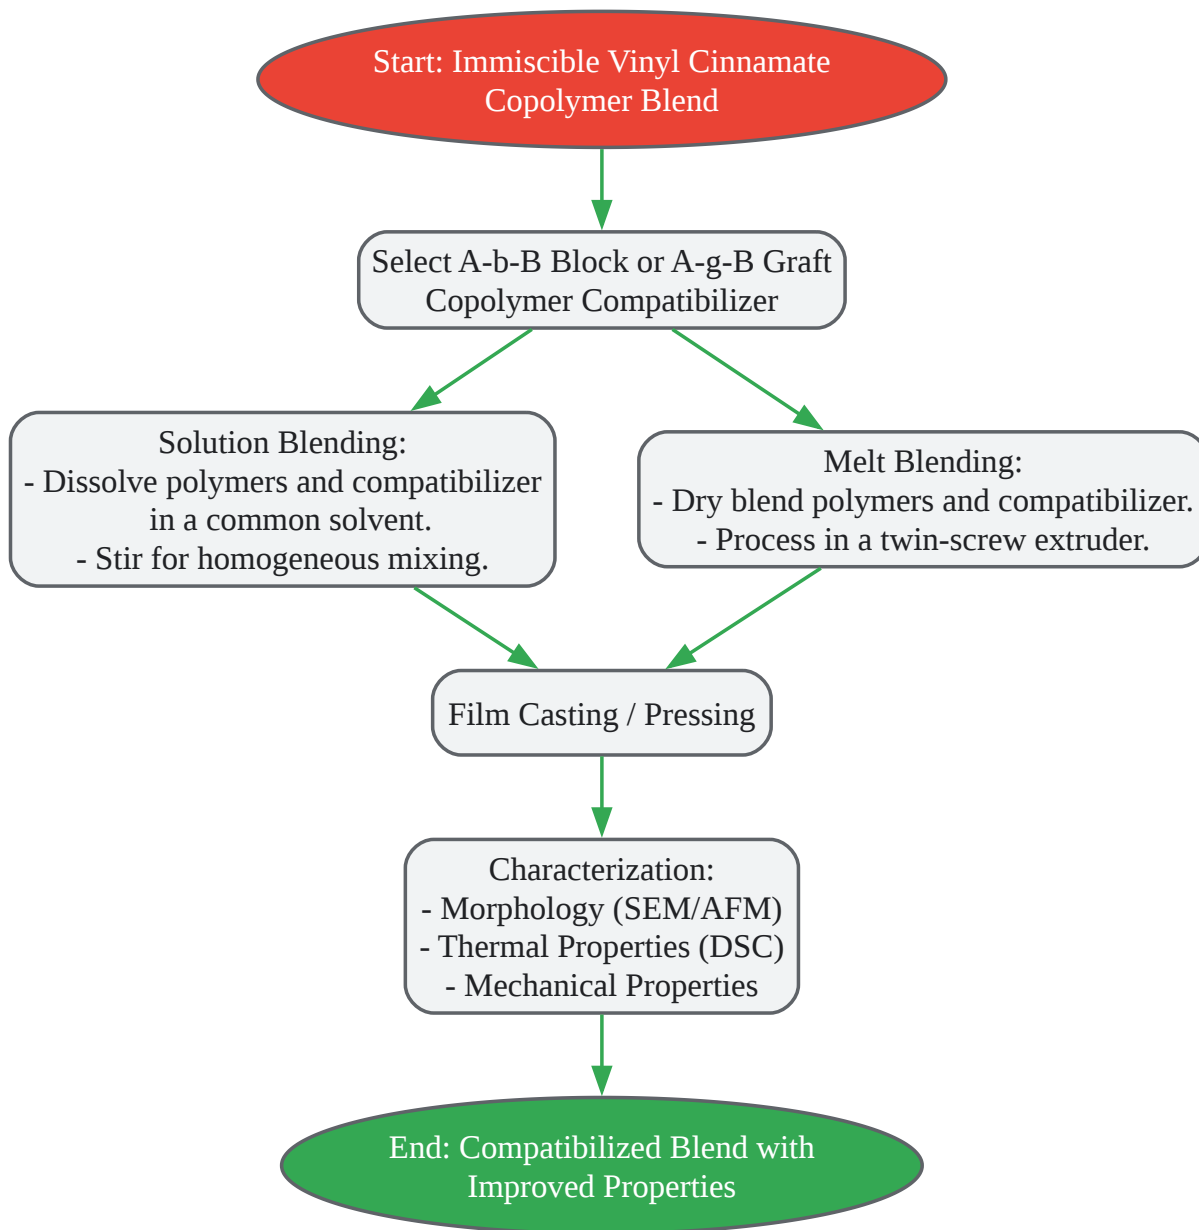 Start: Immiscible Vinyl Cinnamate
Copolymer Blend
Select A-b-B Block or A-g-B Graft
Copolymer Compatibilizer
Solution Blending:
- Dissolve polymers and compatibilizer
in a common solvent.
- Stir for homogeneous mixing.
Melt Blending:
- Dry blend polymers and compatibilizer.
- Process in a twin-screw extruder.
Film Casting / Pressing
Characterization:
- Morphology (SEM/AFM)
- Thermal Properties (DSC)
- Mechanical Properties
End: Compatibilized Blend with
Improved Properties